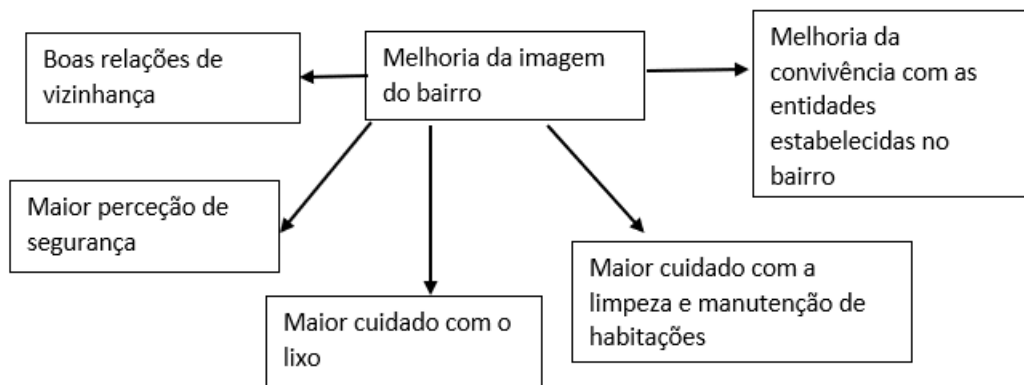 Boas relações de
vizinhança
Melhoria da imagem
do bairro
Melhoria da
convivência com as
entidades
estabelecidas no
bairro
Maior perceção de
segurança
Maior cuidado com o
lixo
Maior cuidado com a
limpeza e manutenção de
habitações